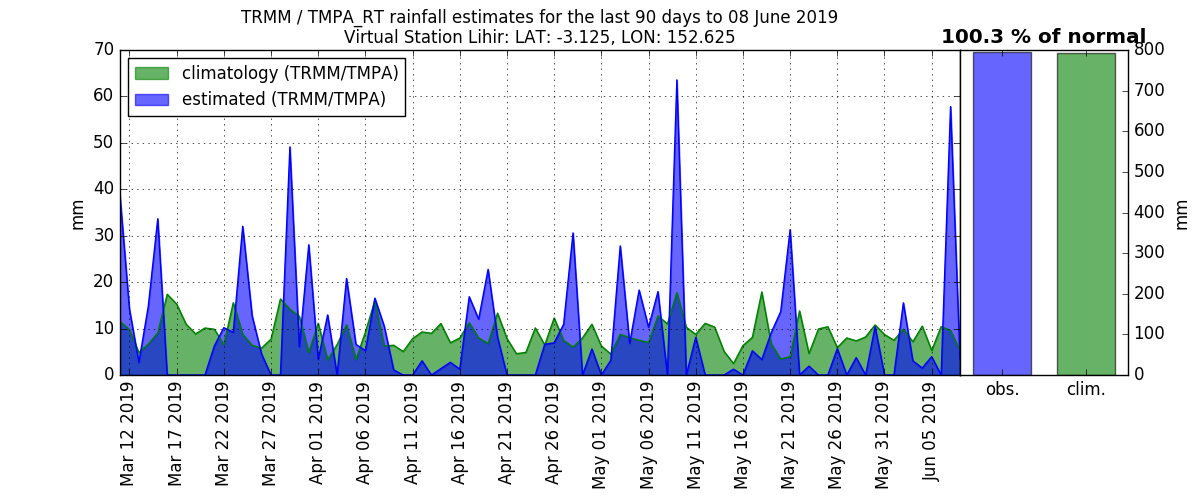 TRMM / TMPA_RT rainfall estimates for the last 90 days to 08 June 2019
Virtual Station Lihir: LAT: -3.125, LON: 152.625
100.3 % of normal
climatology (TRMM/TMPA)
estimated (TRMM/TMPA)
70
60
50
40
30
20
10
0
mm
Mar 12 2019
Mar 17 2019
Mar 22 2019
Mar 27 2019
Apr 01 2019
Apr 06 2019
Apr 11 2019
Apr 16 2019
Apr 21 2019
Apr 26 2019
May 01 2019
May 06 2019
May 11 2019
May 16 2019
May 21 2019
May 26 2019
May 31 2019
Jun 05 2019
obs.
clim.
800
700
600
500
400
300
200
100
0
mm